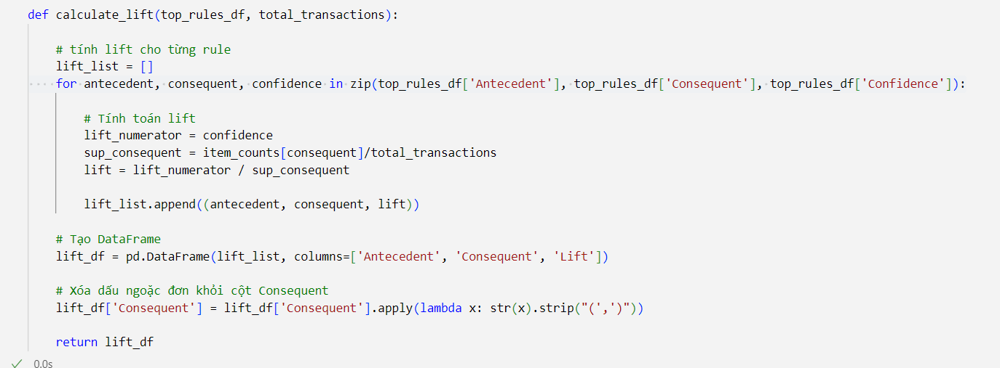 def calculate_lift(top_rules_df, total_transactions):
# tính lift cho từng rule
lift_list = []
for antecedent, consequent, confidence in zip(top_rules_df['Antecedent'], top_rules_df['Consequent'], top_rules_df['Confidence']):
# Tính toán lift
lift_numerator = confidence
sup_consequent = item_counts[consequent]/total_transactions
lift = lift_numerator / sup_consequent
lift_list.append((antecedent, consequent, lift))
# Tạo DataFrame
lift_df = pd.DataFrame(lift_list, columns=['Antecedent', 'Consequent', 'Lift'])
# Xóa dấu ngoặc đơn khỏi cột Consequent
lift_df['Consequent'] = lift_df['Consequent'].apply(lambda x: str(x).strip("(',')"))
return lift_df
0.0s